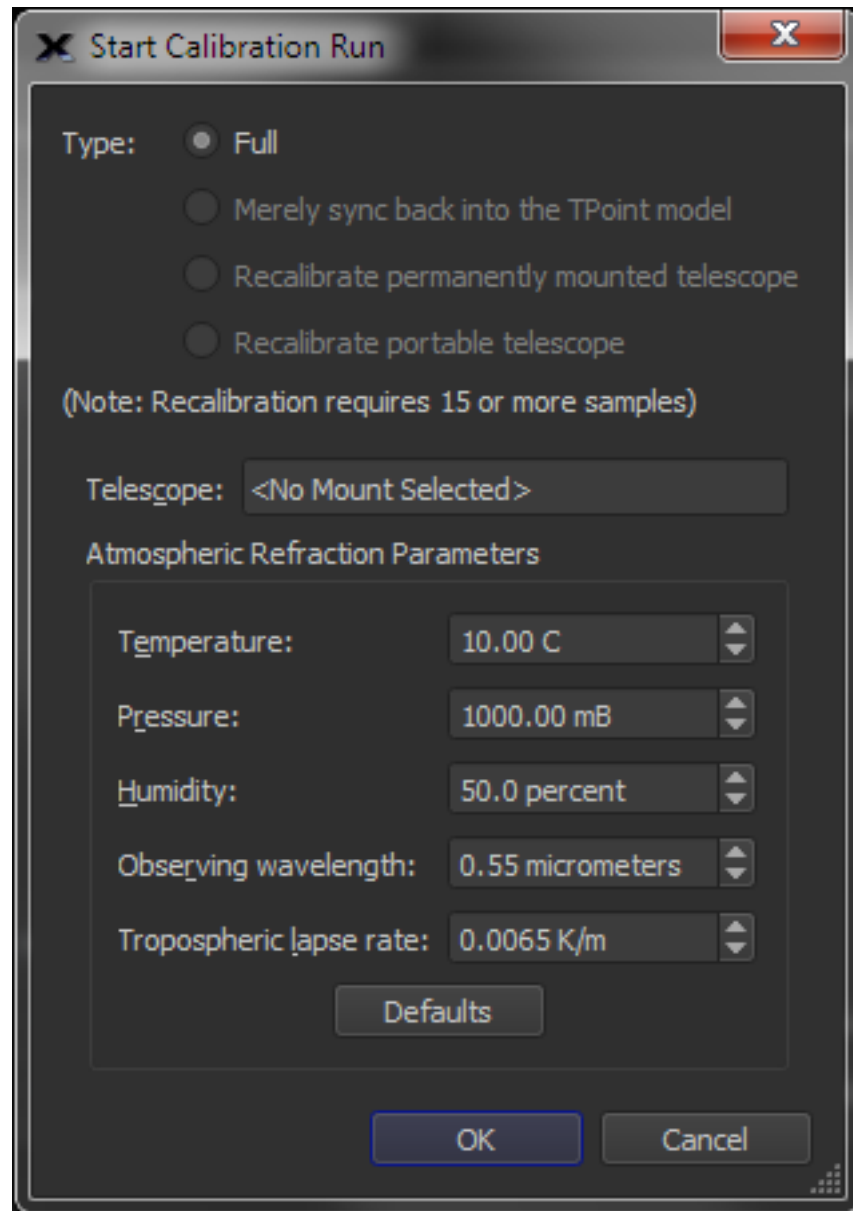 Start Calibration Run
Type: Full
Merely sync back into the TPoint model
Recalibrate permanently mounted telescope
Recalibrate portable telescope
(Note: Recalibration requires 15 or more samples)
Telescope: <No Mount Selected>
Atmospheric Refraction Parameters
Temperature: 10.00 C
Pressure: 1000.00 mB
Humidity: 50.0 percent
Observing wavelength: 0.55 micrometers
Tropospheric lapse rate: 0.0065 K/m
Defaults
OK Cancel